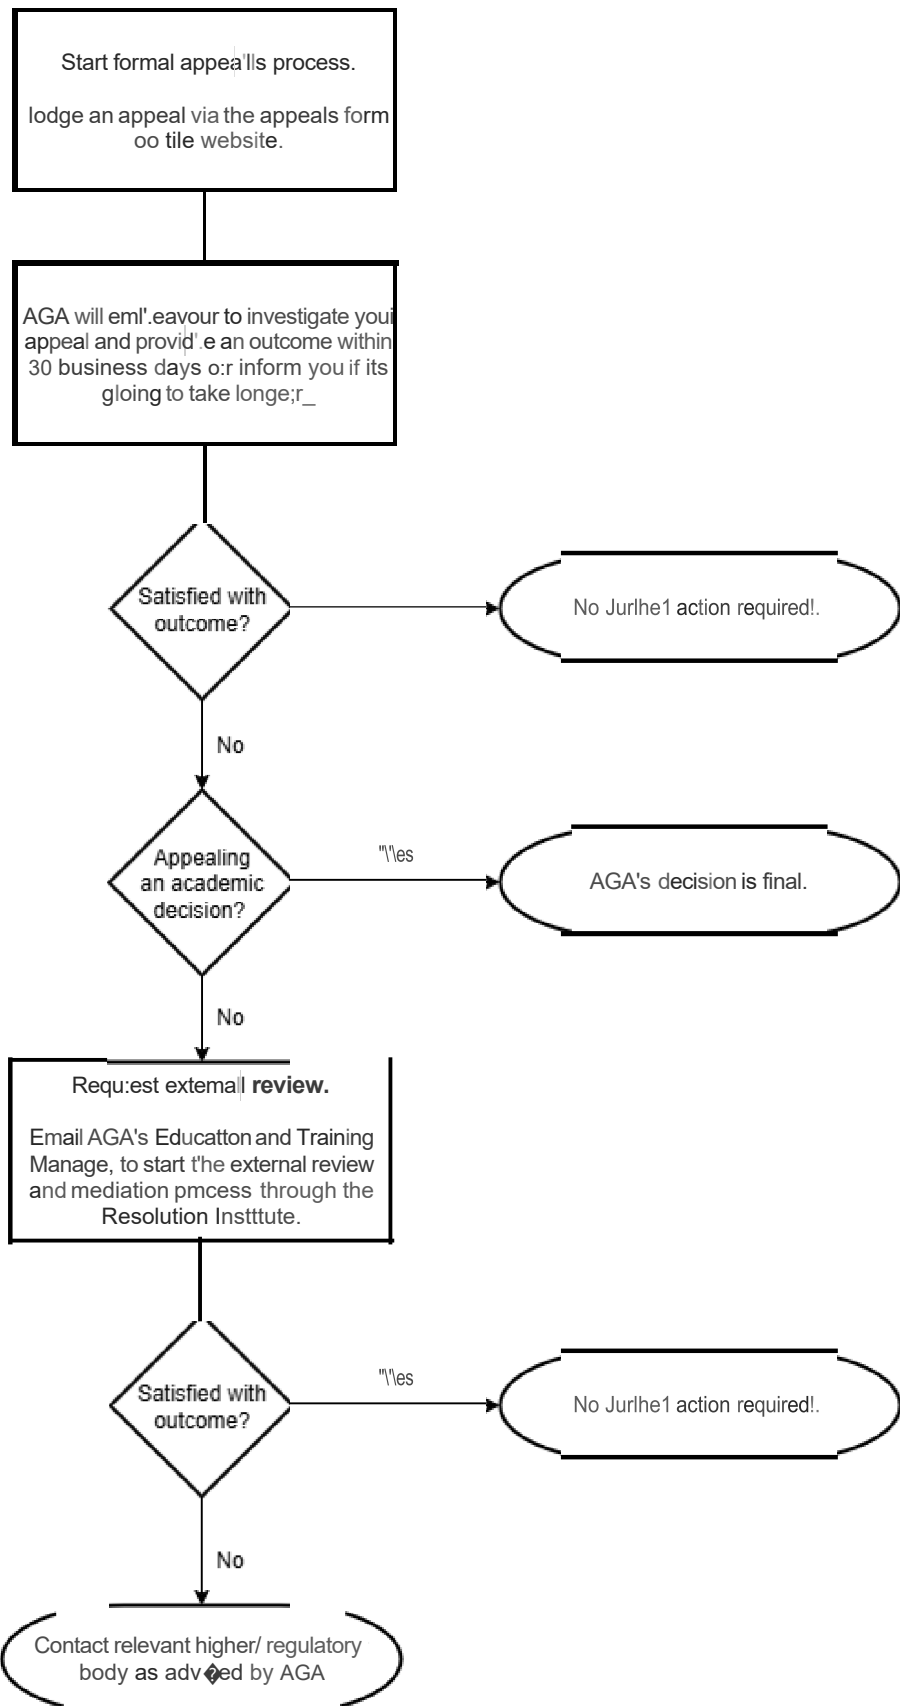 Start formal appea'lls process.
lodge an appeal via the appeals form
oo tile website.
AGA will eml'.eavour to investigate youi
appeal and provid'.e an outcome within
30 business days o:r inform you if its
gloing to take longe;r_
Satisfied with
outcome?
No Jurlhe1 action required!.
No
Appealing
an academic
decision?
"\"\es
AGA's decision is final.
No
Requ:est extemall review.
Email AGA's Educatton and Training
Manage, to start t'he external review
and mediation pmcess through the
Resolution Instttute.
Satisfied with
outcome?
"\"\es
No Jurlhe1 action required!.
No
Contact relevant higher/ regulatory
body as adv�ed by AGA